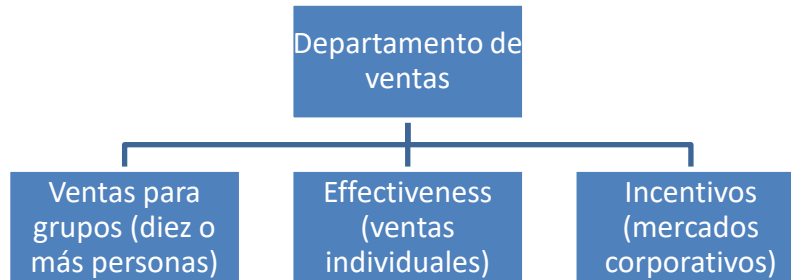 Departamento de
ventas
Ventas para
grupos (diez o
más personas)
Effectiveness
(ventas
individuales)
Incentivos
(mercados
corporativos)